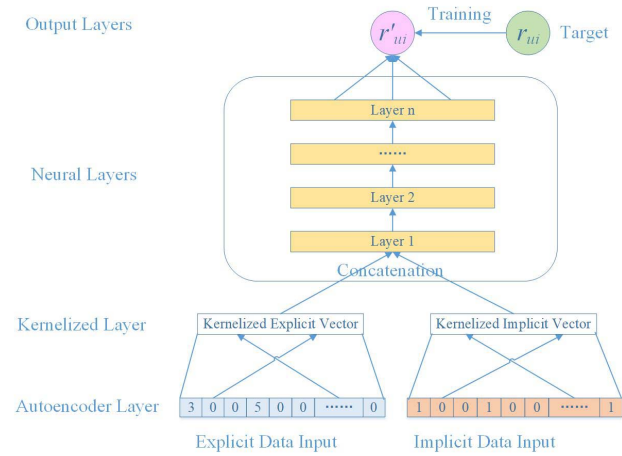 Output Layers
Training
r'ui
rui
Target
Layer n
......
Neural Layers
Layer 2
Layer 1
Concatenation
Kernelized Layer
Kernelized Explicit Vector
Kernelized Implicit Vector
Autoencoder Layer
3 0 0 5 0 0 ...... 0
1 0 0 1 0 0 ...... 1
Explicit Data Input
Implicit Data Input